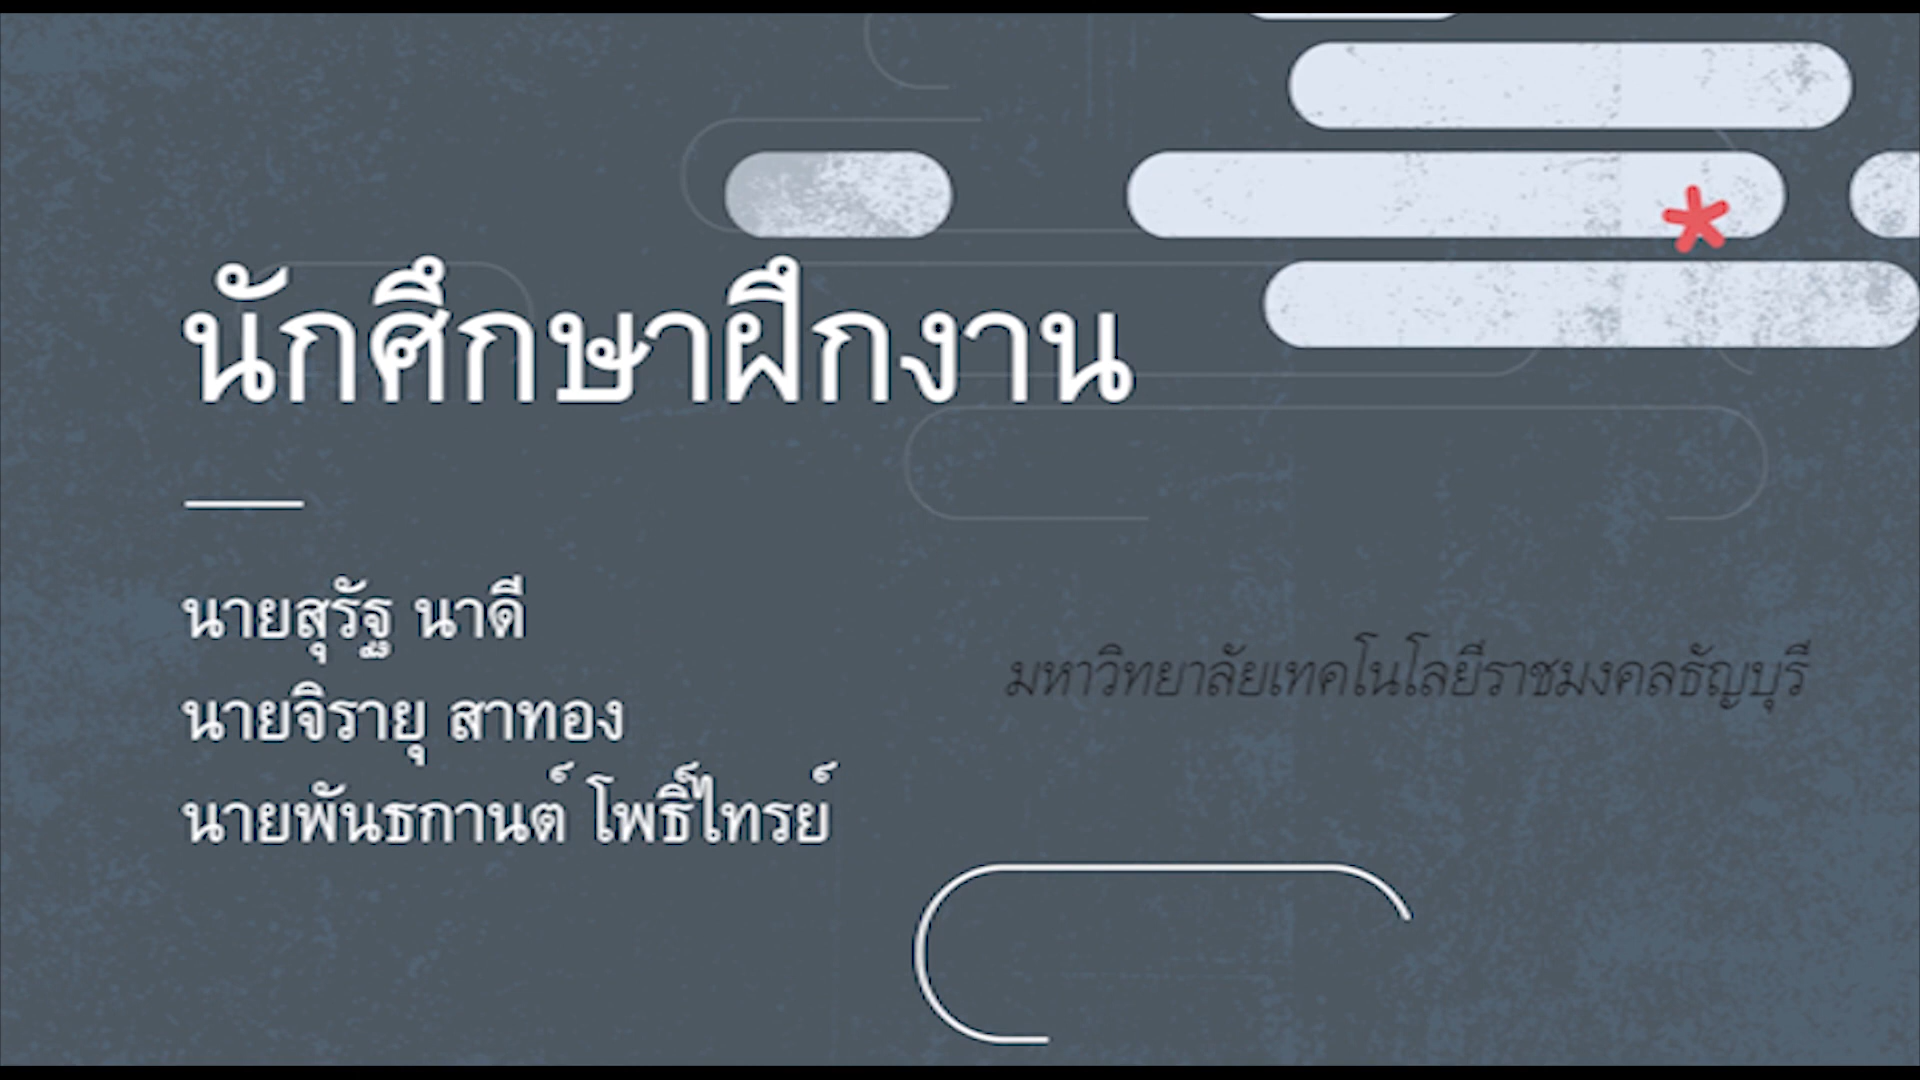 นักศึกษาฝึกงาน
นายสุรัฐ นาดี
มหาวิทยาลัยเทคโนโลยีราชมงคลธัญบุรี
นายจิรายุ สาทอง
นายพันธกานต์ โพธิ์ไทรย์